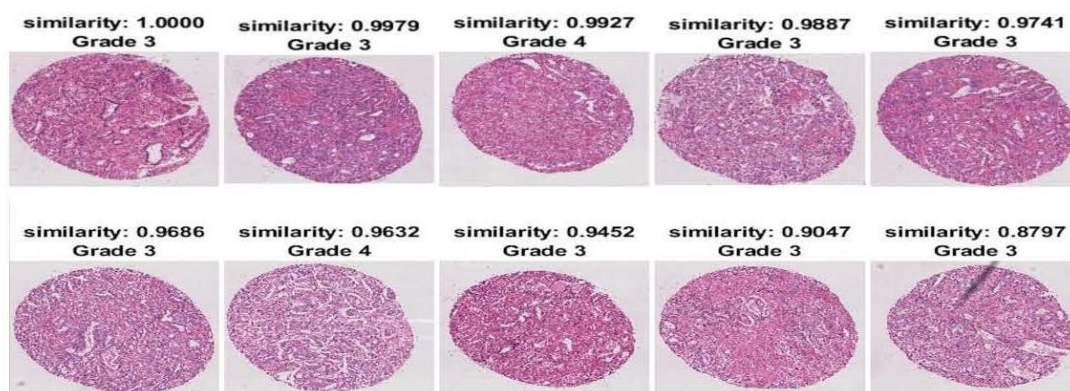 similarity: 1.0000
Grade 3
similarity: 0.9979
Grade 3
similarity: 0.9927
Grade 4
similarity: 0.9887
Grade 3
similarity: 0.9741
Grade 3
similarity: 0.9686
Grade 3
similarity: 0.9632
Grade 4
similarity: 0.9452
Grade 3
similarity: 0.9047
Grade 3
similarity: 0.8797
Grade 3